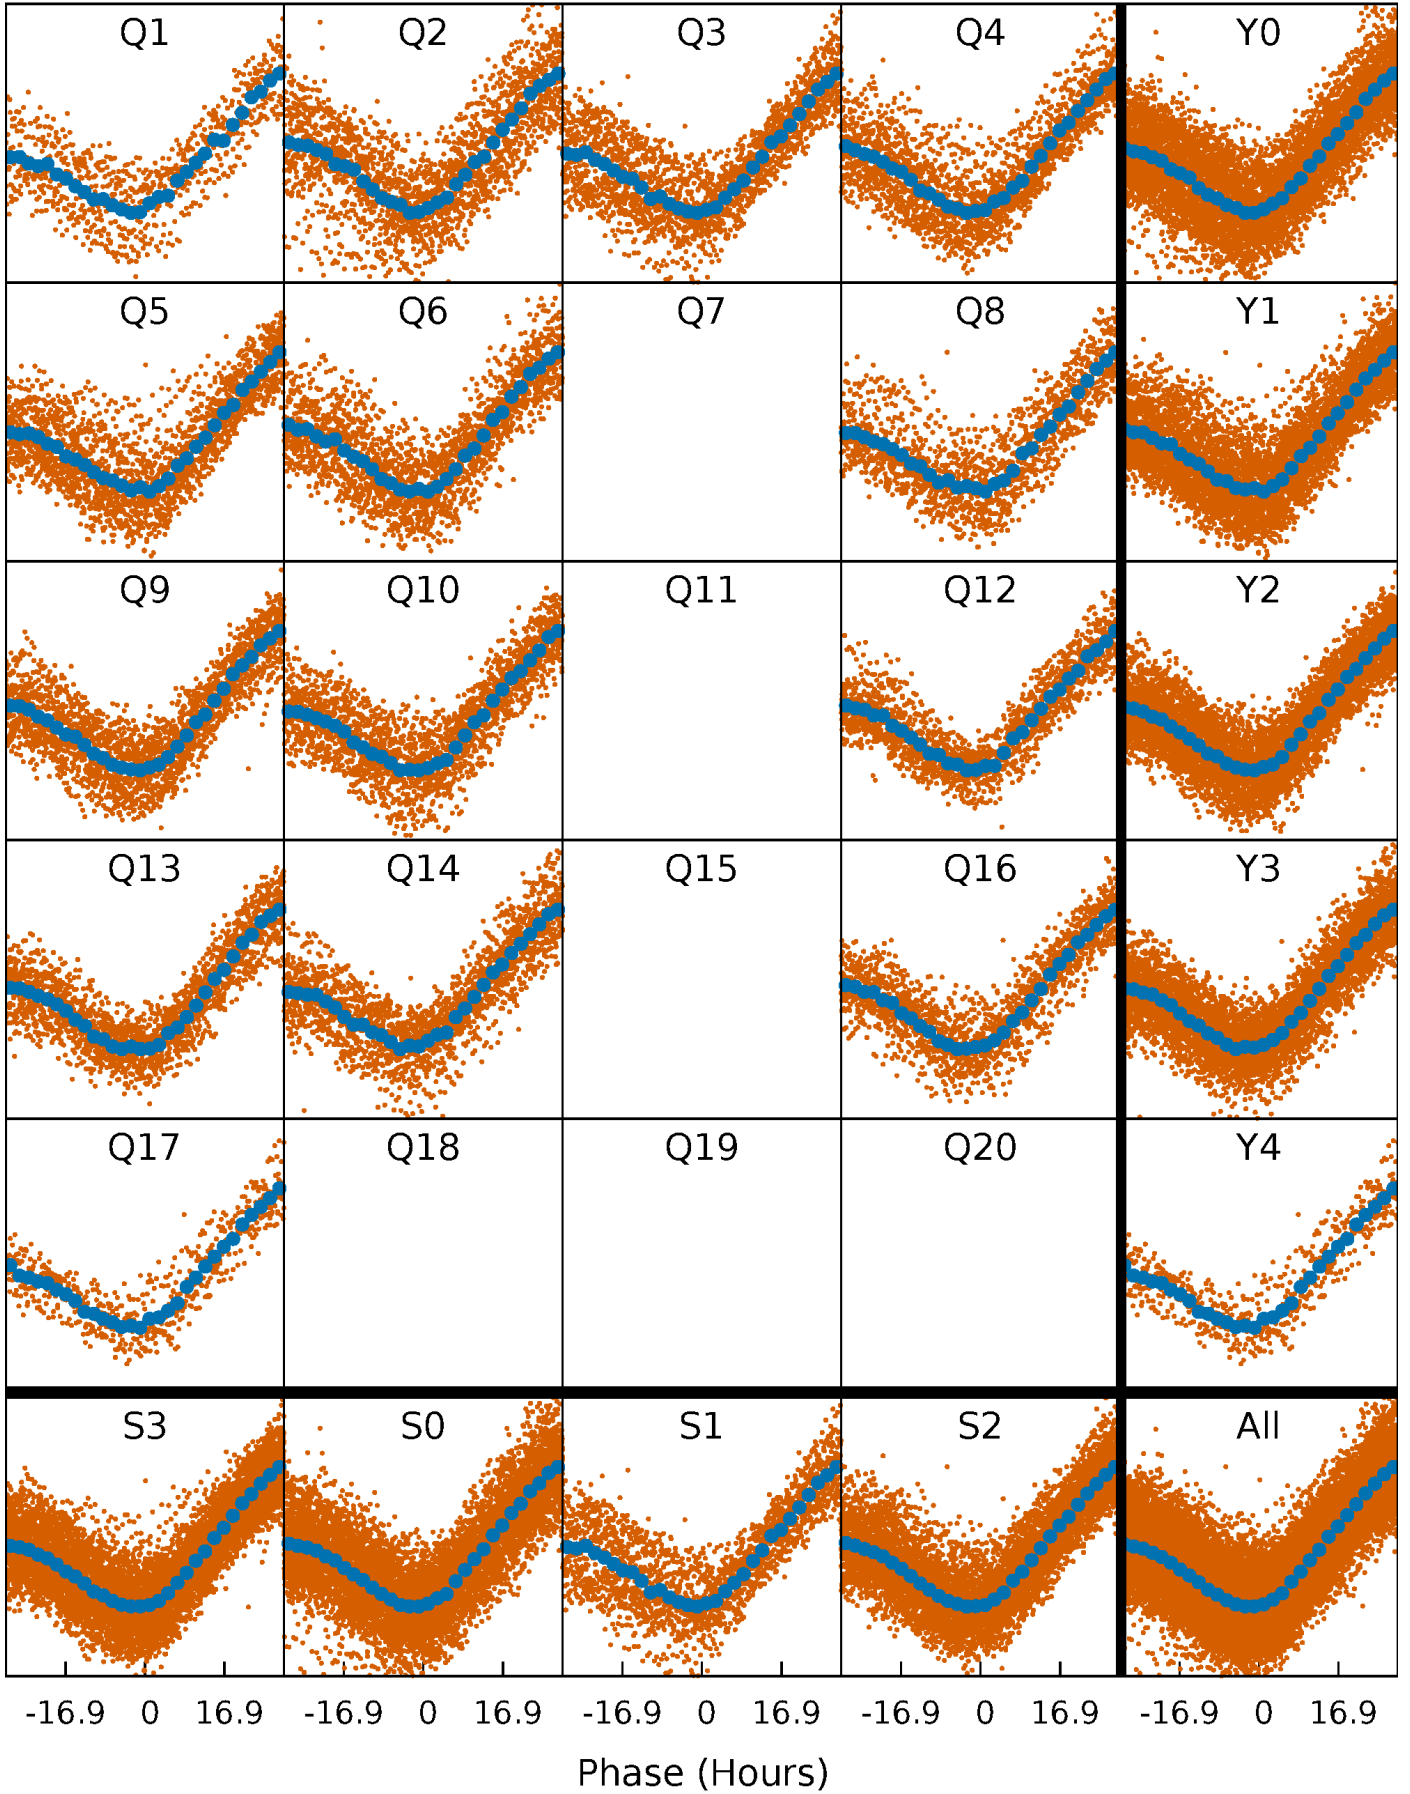 Q1 Q2 Q3 Q4 Y0
Q5 Q6 Q7 Q8 Y1
Q9 Q10 Q11 Q12 Y2
Q13 Q14 Q15 Q16 Y3
Q17 Q18 Q19 Q20 Y4
S3 S0 S1 S2 All
-16.9 0 16.9 -16.9 0 16.9 -16.9 0 16.9 -16.9 0 16.9 -16.9 0 16.9
Phase (Hours)